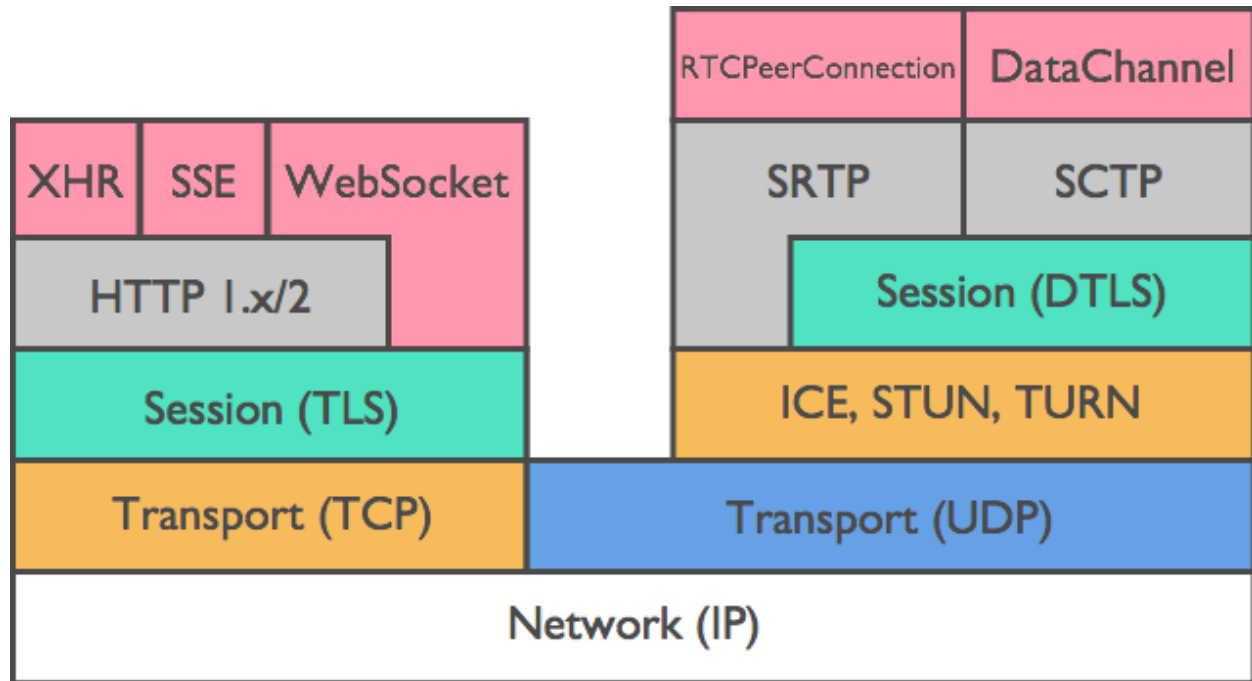 RTCPeerConnection
DataChannel
XHR
SSE
WebSocket
SRTP
SCTP
HTTP 1.x/2
Session (DTLS)
Session (TLS)
ICE, STUN, TURN
Transport (TCP)
Transport (UDP)
Network (IP)